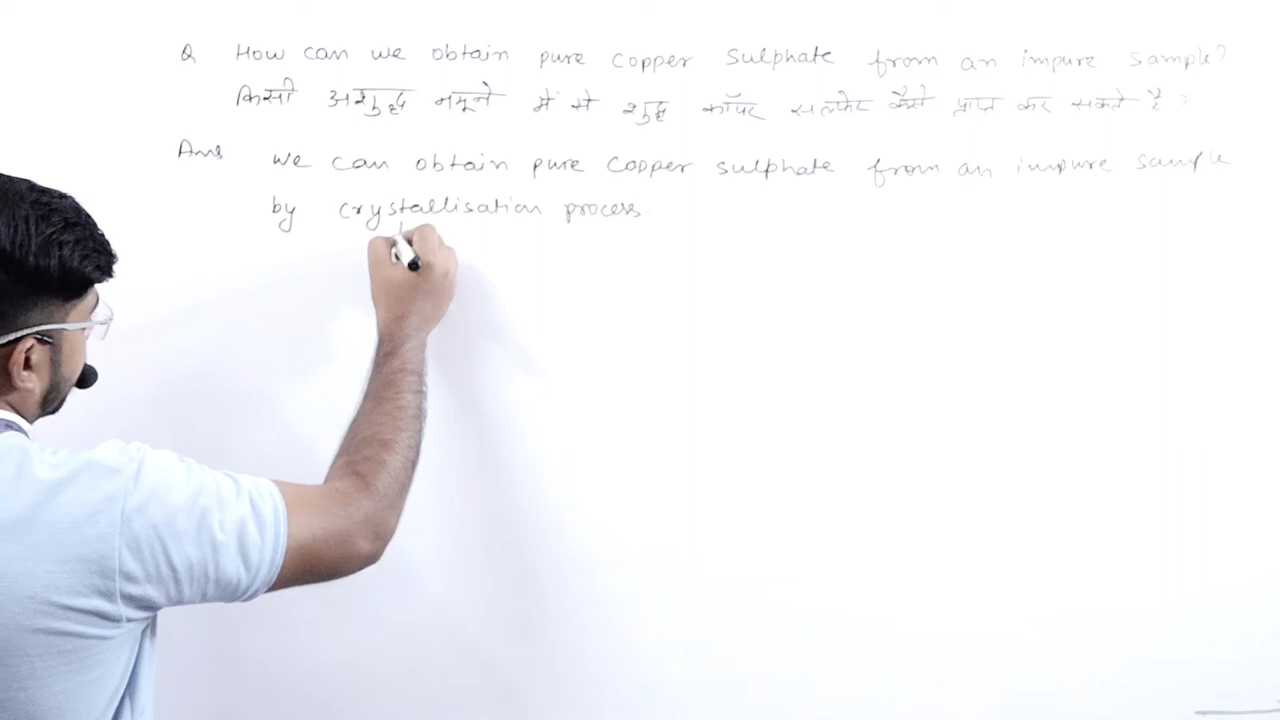 Q How can we obtain pure copper sulphate from an impure sample?
किसी अशुद्ध नमूने में से शुद्ध कॉपर सल्फेट कैसे प्राप्त कर सकते है?
Ans we can obtain pure copper sulphate from an impure sample
by crystallisation process.